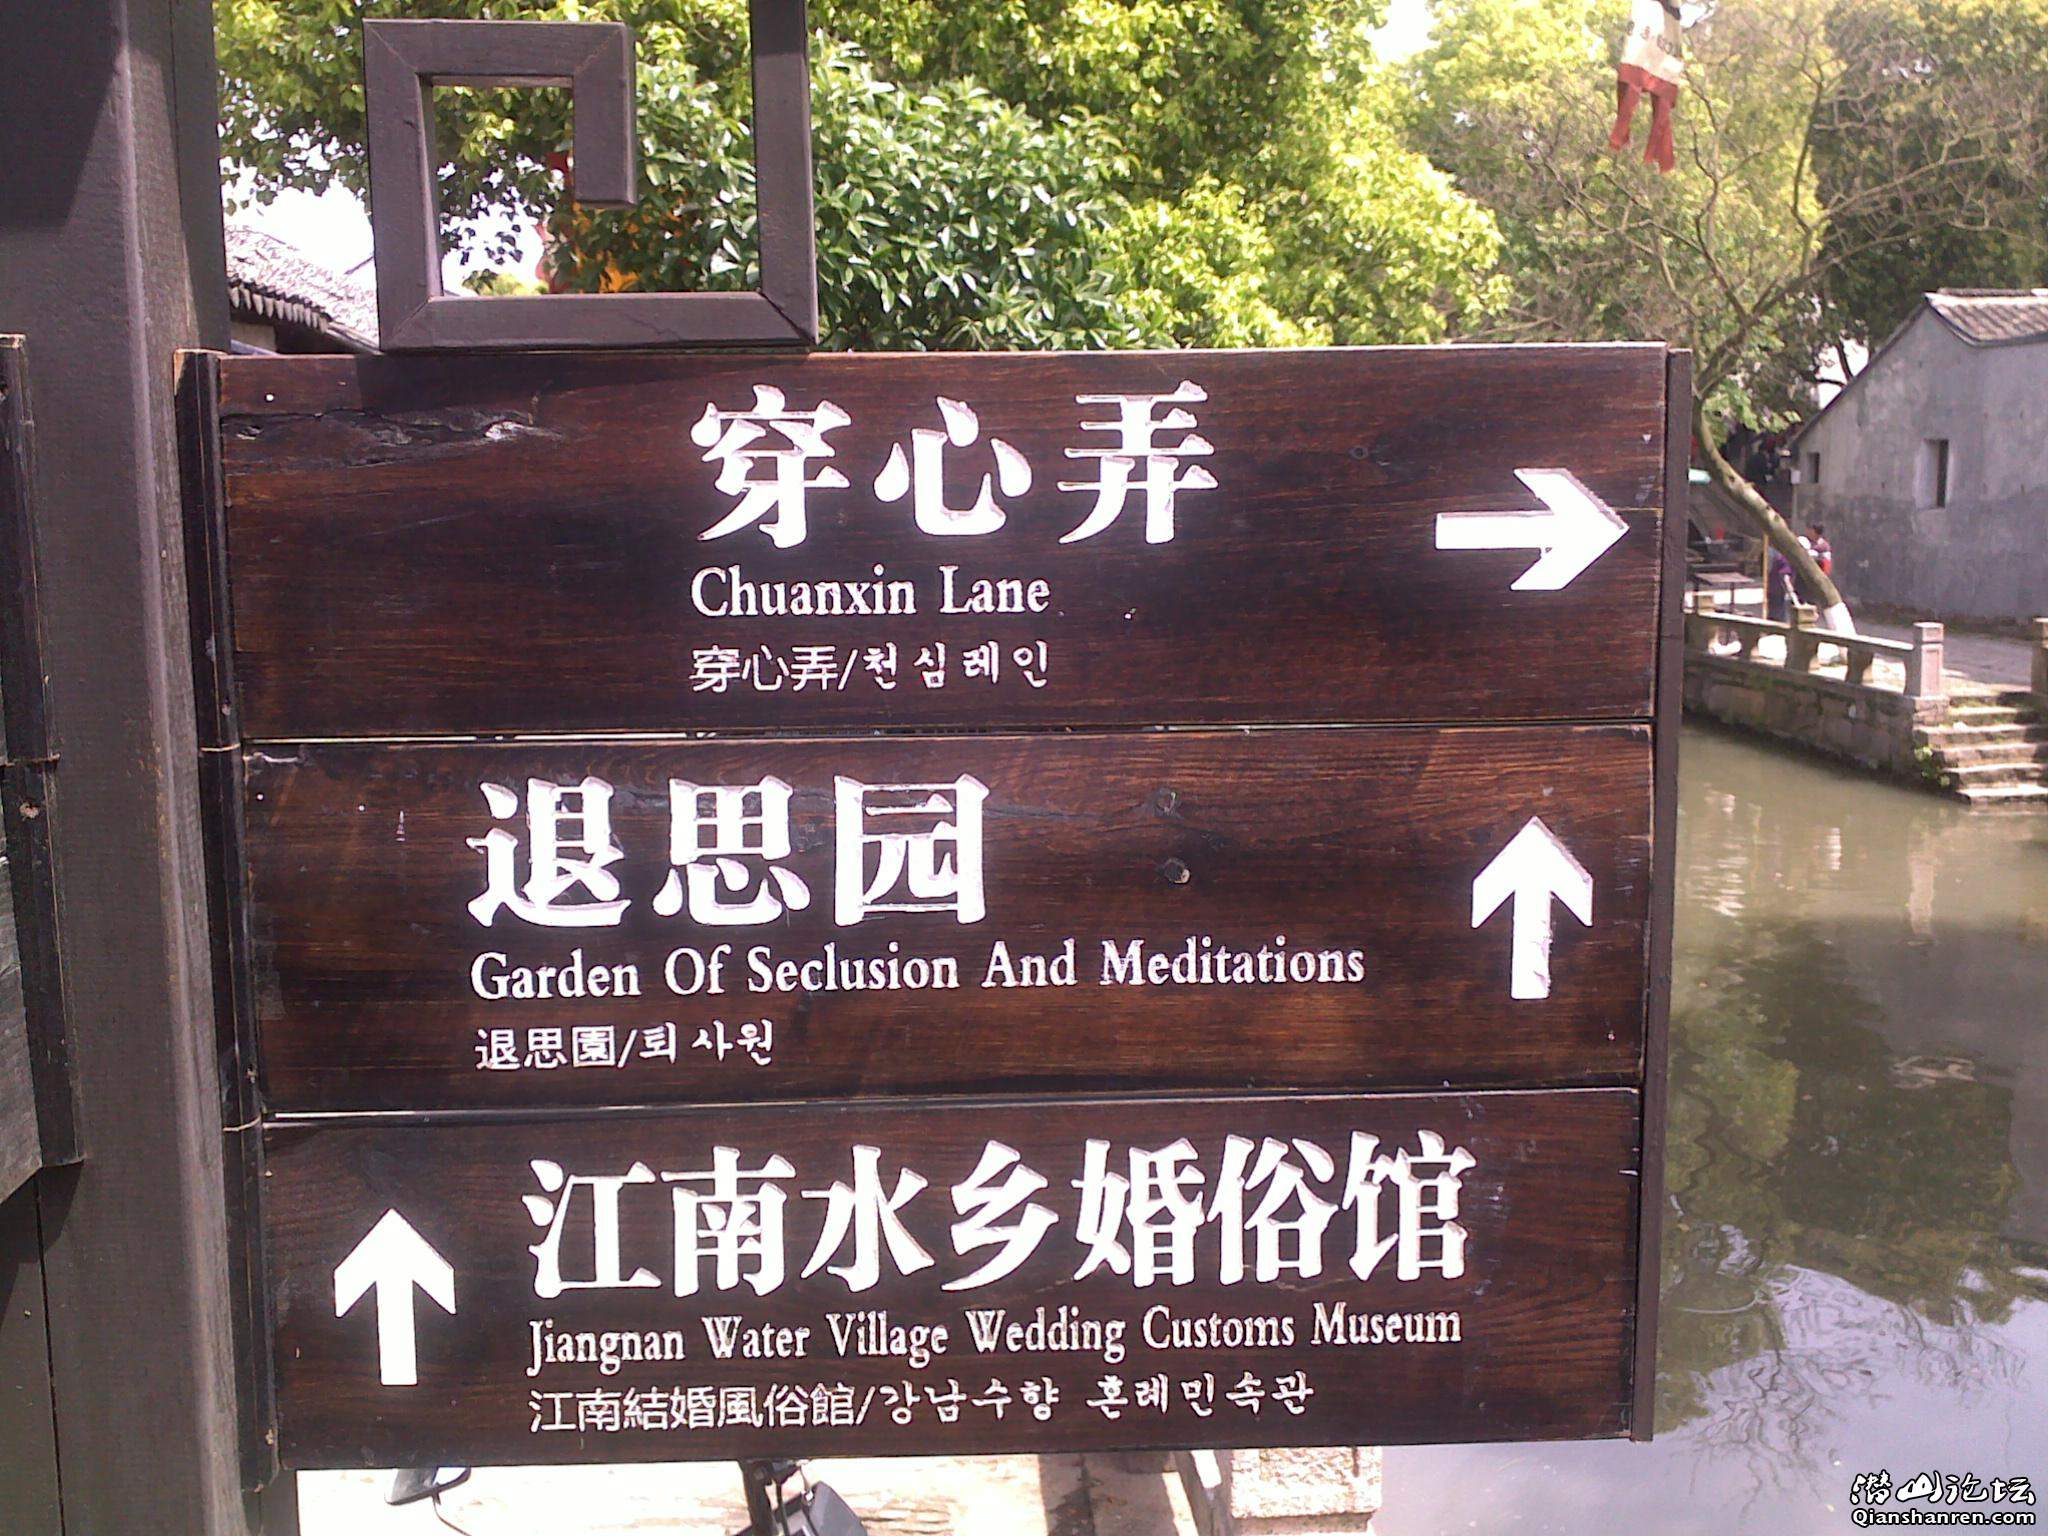 穿心弄
Chuanxin Lane
穿心弄/천심레인
退思园
Garden Of Seclusion And Meditations
退思園/퇴사원
江南水乡婚俗馆
Jiangnan Water Village Wedding Customs Museum
江南結婚風俗館/강남수향 혼례민속관
潜山论坛
Qianshanren.com